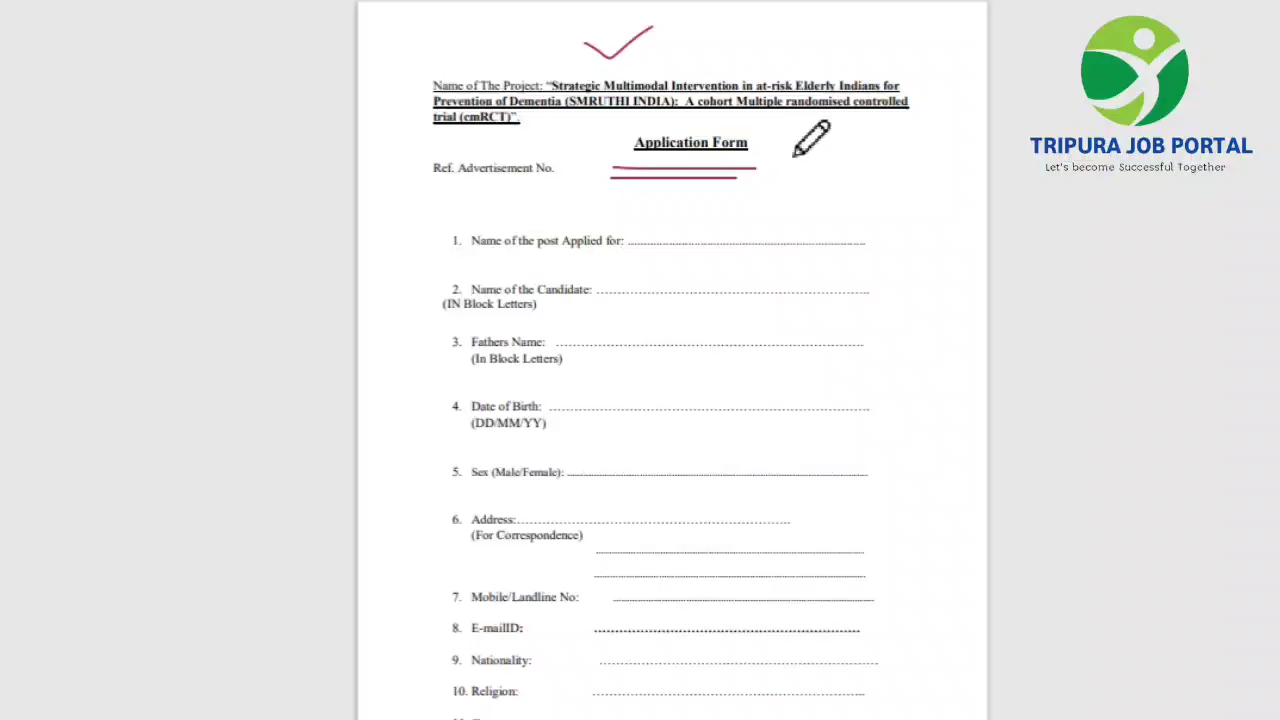 Name of The Project: "Strategic Multimodal Intervention in at-risk Elderly Indians for
Prevention of Dementia (SMRUTHI INDIA): A cohort Multiple randomised controlled
trial (cmRCT)".
Application Form
Ref. Advertisement No.
1. Name of the post Applied for: ..........
2. Name of the Candidate: ..........
(IN Block Letters)
3. Fathers Name: ..........
(In Block Letters)
4. Date of Birth: ..........
(DD/MM/YY)
5. Sex (Male/Female): ..........
6. Address:..........
(For Correspondence)
7. Mobile/Landline No: ..........
8. E-mailID: ..........
9. Nationality: ..........
10. Religion: ..........
TRIPURA JOB PORTAL
Let's become Successful Together